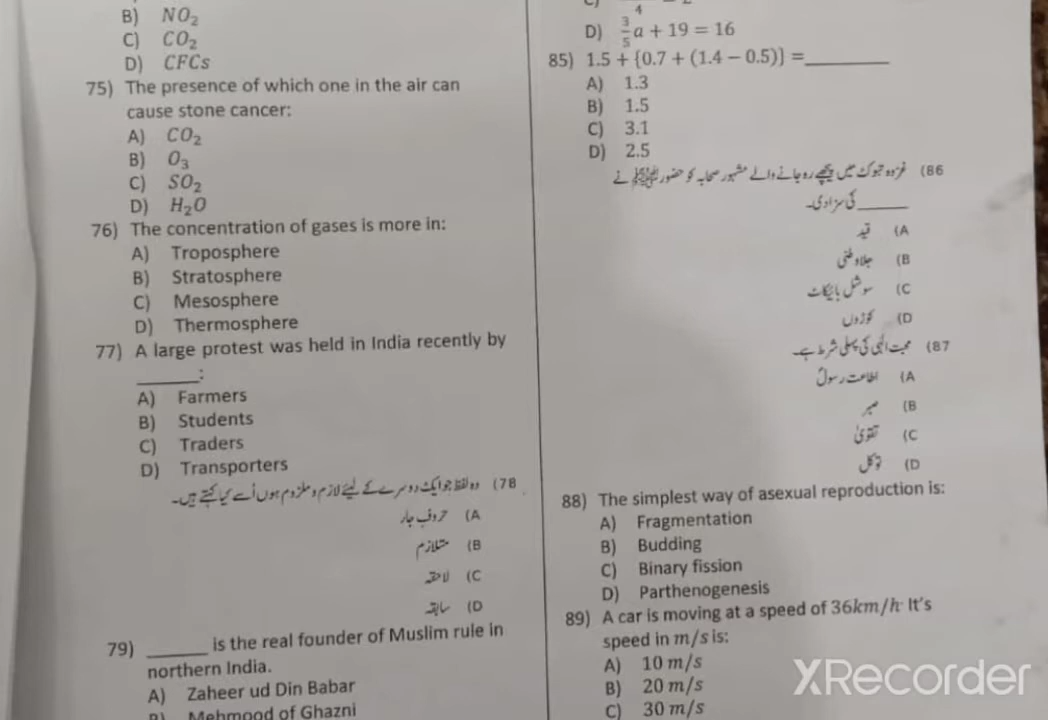 B) NO₂
C) CO₂
D) CFCs
75) The presence of which one in the air can
cause stone cancer:
A) CO₂
B) O₃
C) SO₂
D) H₂O
76) The concentration of gases is more in:
A) Troposphere
B) Stratosphere
C) Mesosphere
D) Thermosphere
77) A large protest was held in India recently by
______:
A) Farmers
B) Students
C) Traders
D) Transporters
78) وہ لفظ جو ایک دوسرے کے لیئے لازم و ملزوم ہوں اُسے کیا کہتے ہیں۔
A) حروفِ جار
B) متلازم
C) لاحقہ
D) سابقہ
79) ______ is the real founder of Muslim rule in
northern India.
A) Zaheer ud Din Babar
B) Mehmood of Ghazni
D) 3/5 a + 19 = 16
85) 1.5 + {0.7 + (1.4 − 0.5)} =________
A) 1.3
B) 1.5
C) 3.1
D) 2.5
86) غزوہ تبوک میں پیچھے رہ جانے والے مشہور صحابہ کو حضور ﷺ نے
______ کی سزا دی۔
A) قید
B) جلاوطنی
C) سوشل بائیکاٹ
D) کوڑوں
87) محبت الٰہی کی پہلی شرط ہے۔
A) اطاعت رسولؐ
B) صبر
C) تقویٰ
D) توکل
88) The simplest way of asexual reproduction is:
A) Fragmentation
B) Budding
C) Binary fission
D) Parthenogenesis
89) A car is moving at a speed of 36km/h It's
speed in m/s is:
A) 10 m/s
B) 20 m/s
C) 30 m/s
XRecorder